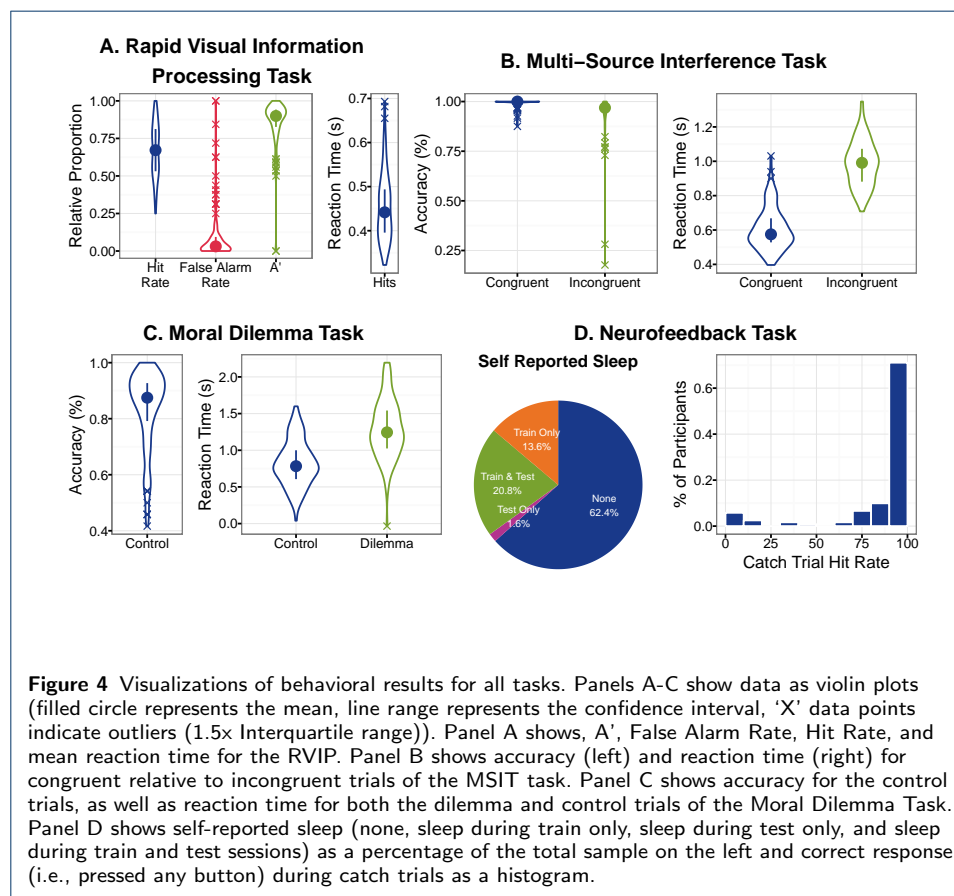 A. Rapid Visual Information
Processing Task
Relative Proportion
1.00
0.75
0.50
0.25
0.00
Hit
Rate
False Alarm
Rate
A'
Reaction Time (s)
0.7
0.6
0.5
0.4
Hits
B. Multi−Source Interference Task
Accuracy (%)
1.00
0.75
0.50
0.25
Congruent
Incongruent
Reaction Time (s)
1.2
1.0
0.8
0.6
0.4
Congruent
Incongruent
C. Moral Dilemma Task
Accuracy (%)
1.0
0.8
0.6
0.4
Control
Reaction Time (s)
2.0
1.5
1.0
0.5
0.0
Control
Dilemma
D. Neurofeedback Task
Self Reported Sleep
Train Only
13.6%
Train & Test
20.8%
Test Only
1.6%
None
62.4%
% of Participants
0.6
0.4
0.2
0.0
0
25
50
75
100
Catch Trial Hit Rate
Figure 4 Visualizations of behavioral results for all tasks. Panels A-C show data as violin plots
(filled circle represents the mean, line range represents the confidence interval, ‘X’ data points
indicate outliers (1.5x Interquartile range)). Panel A shows, A’, False Alarm Rate, Hit Rate, and
mean reaction time for the RVIP. Panel B shows accuracy (left) and reaction time (right) for
congruent relative to incongruent trials of the MSIT task. Panel C shows accuracy for the control
trials, as well as reaction time for both the dilemma and control trials of the Moral Dilemma Task.
Panel D shows self-reported sleep (none, sleep during train only, sleep during test only, and sleep
during train and test sessions) as a percentage of the total sample on the left and correct response
(i.e., pressed any button) during catch trials as a histogram.